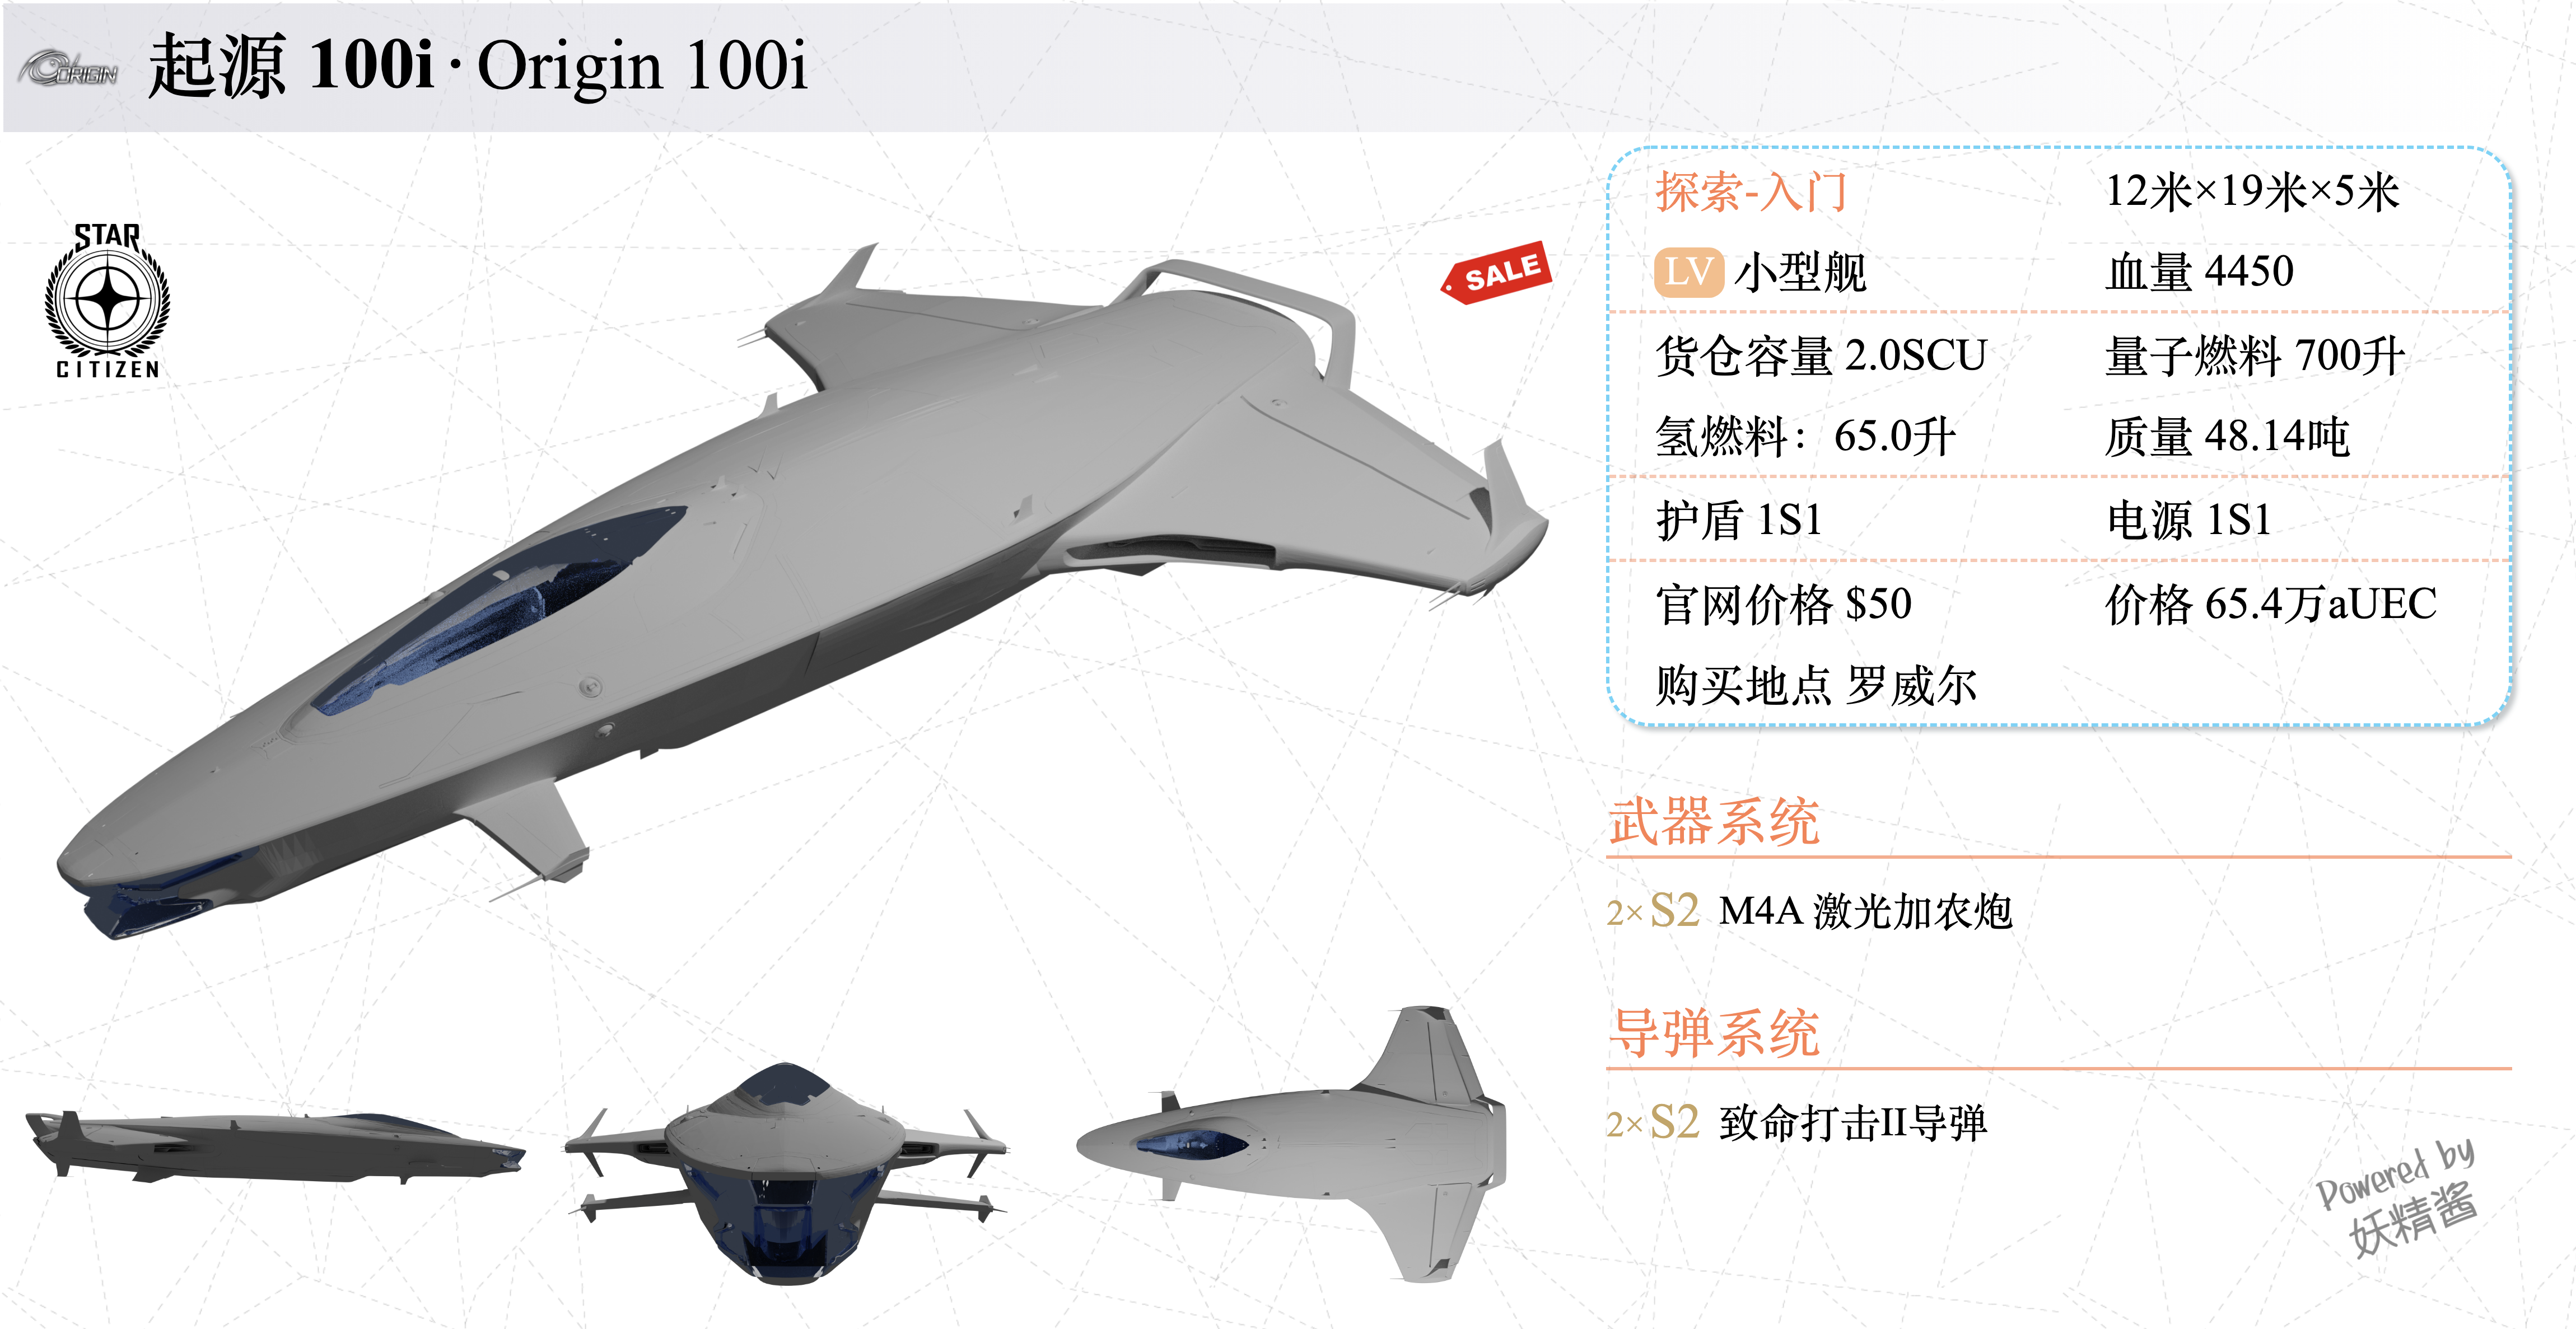 ORIGIN
起源 100i · Origin 100i
STAR
CITIZEN
SALE
探索-入门 12米×19米×5米
LV 小型舰 血量 4450
货仓容量 2.0SCU 量子燃料 700升
氢燃料：65.0升 质量 48.14吨
护盾 1S1 电源 1S1
官网价格 $50 价格 65.4万aUEC
购买地点 罗威尔
武器系统
2× S2 M4A 激光加农炮
导弹系统
2× S2 致命打击II导弹
Powered by
妖精酱